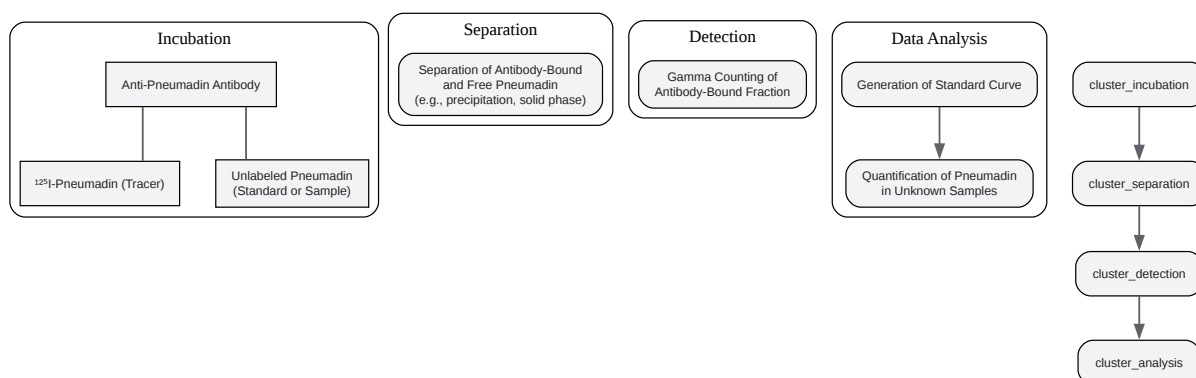 Incubation
Anti-Pneumadin Antibody
¹²⁵I-Pneumadin (Tracer)
Unlabeled Pneumadin
(Standard or Sample)
Separation
Separation of Antibody-Bound
and Free Pneumadin
(e.g., precipitation, solid phase)
Detection
Gamma Counting of
Antibody-Bound Fraction
Data Analysis
Generation of Standard Curve
Quantification of Pneumadin
in Unknown Samples
cluster_incubation
cluster_separation
cluster_detection
cluster_analysis